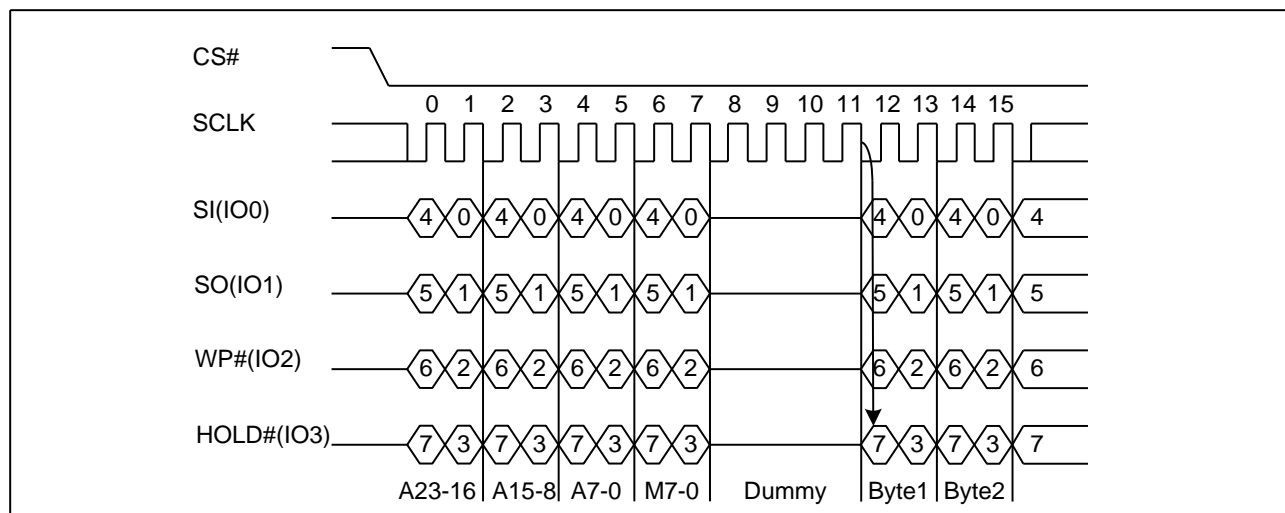 CS#
0 1 2 3 4 5 6 7 8 9 10 11 12 13 14 15
SCLK
SI(IO0) 4 0 4 0 4 0 4 0 4 0 4 0 4
SO(IO1) 5 1 5 1 5 1 5 1 5 1 5 1 5
WP#(IO2) 6 2 6 2 6 2 6 2 6 2 6 2 6
HOLD#(IO3) 7 3 7 3 7 3 7 3 7 3 7 3 7
A23-16 A15-8 A7-0 M7-0 Dummy Byte1 Byte2